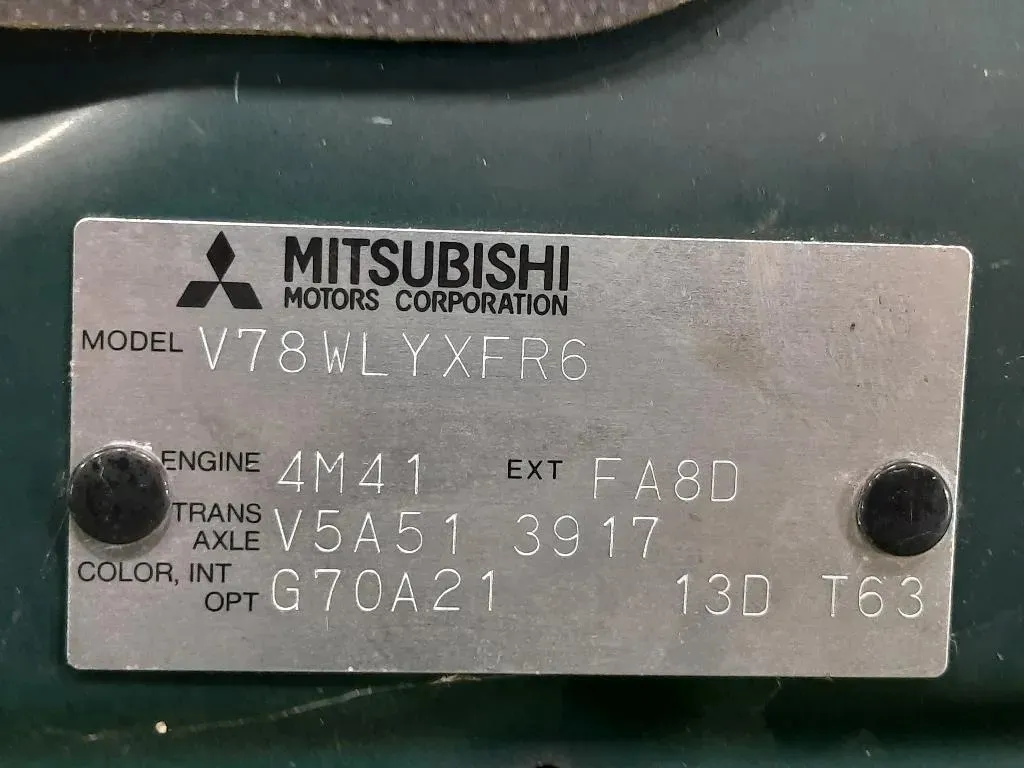 MITSUBISHI
MOTORS CORPORATION
MODEL V78WLYXFR6
ENGINE 4M41 EXT FA8D
TRANS
AXLE V5A51 3917
COLOR, INT
OPT G70A21 13D T63